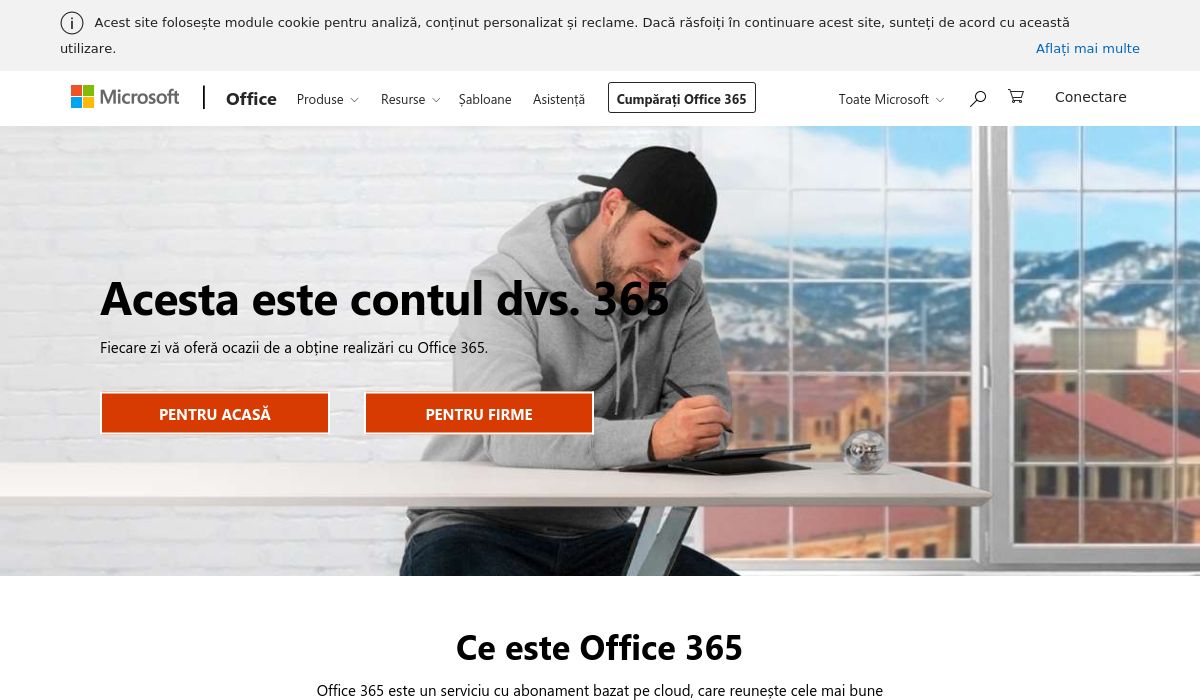 Acest site folosește module cookie pentru analiză, conținut personalizat și reclame. Dacă răsfoiți în continuare acest site, sunteți de acord cu această
utilizare. Aflați mai multe
Microsoft Office Produse Resurse Șabloane Asistență Cumpărați Office 365 Toate Microsoft Conectare
Acesta este contul dvs. 365
Fiecare zi vă oferă ocazii de a obține realizări cu Office 365.
PENTRU ACASĂ PENTRU FIRME
Ce este Office 365
Office 365 este un serviciu cu abonament bazat pe cloud, care reunește cele mai bune